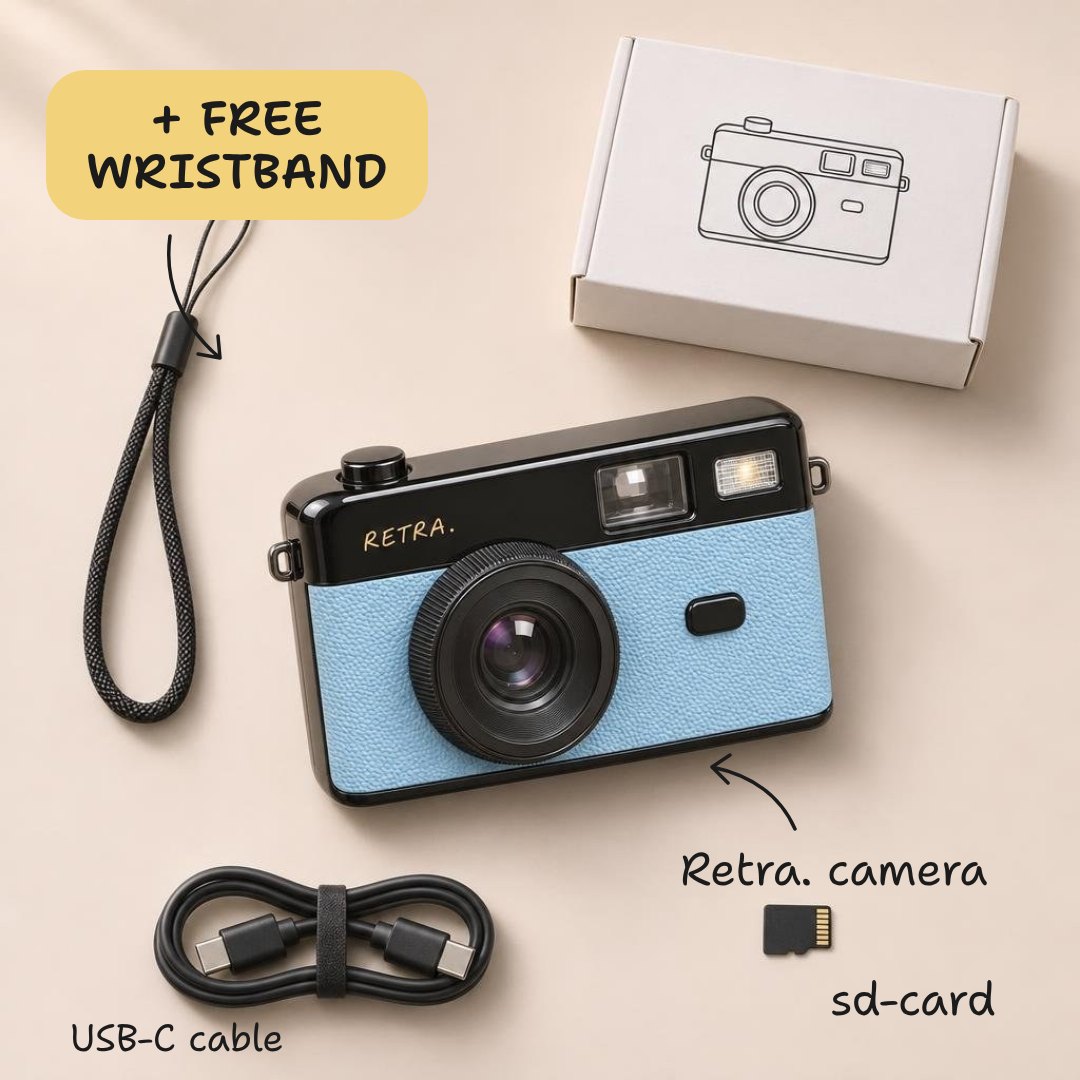 + FREE
WRISTBAND
RETRA.
Retra. camera
sd-card
USB-C cable